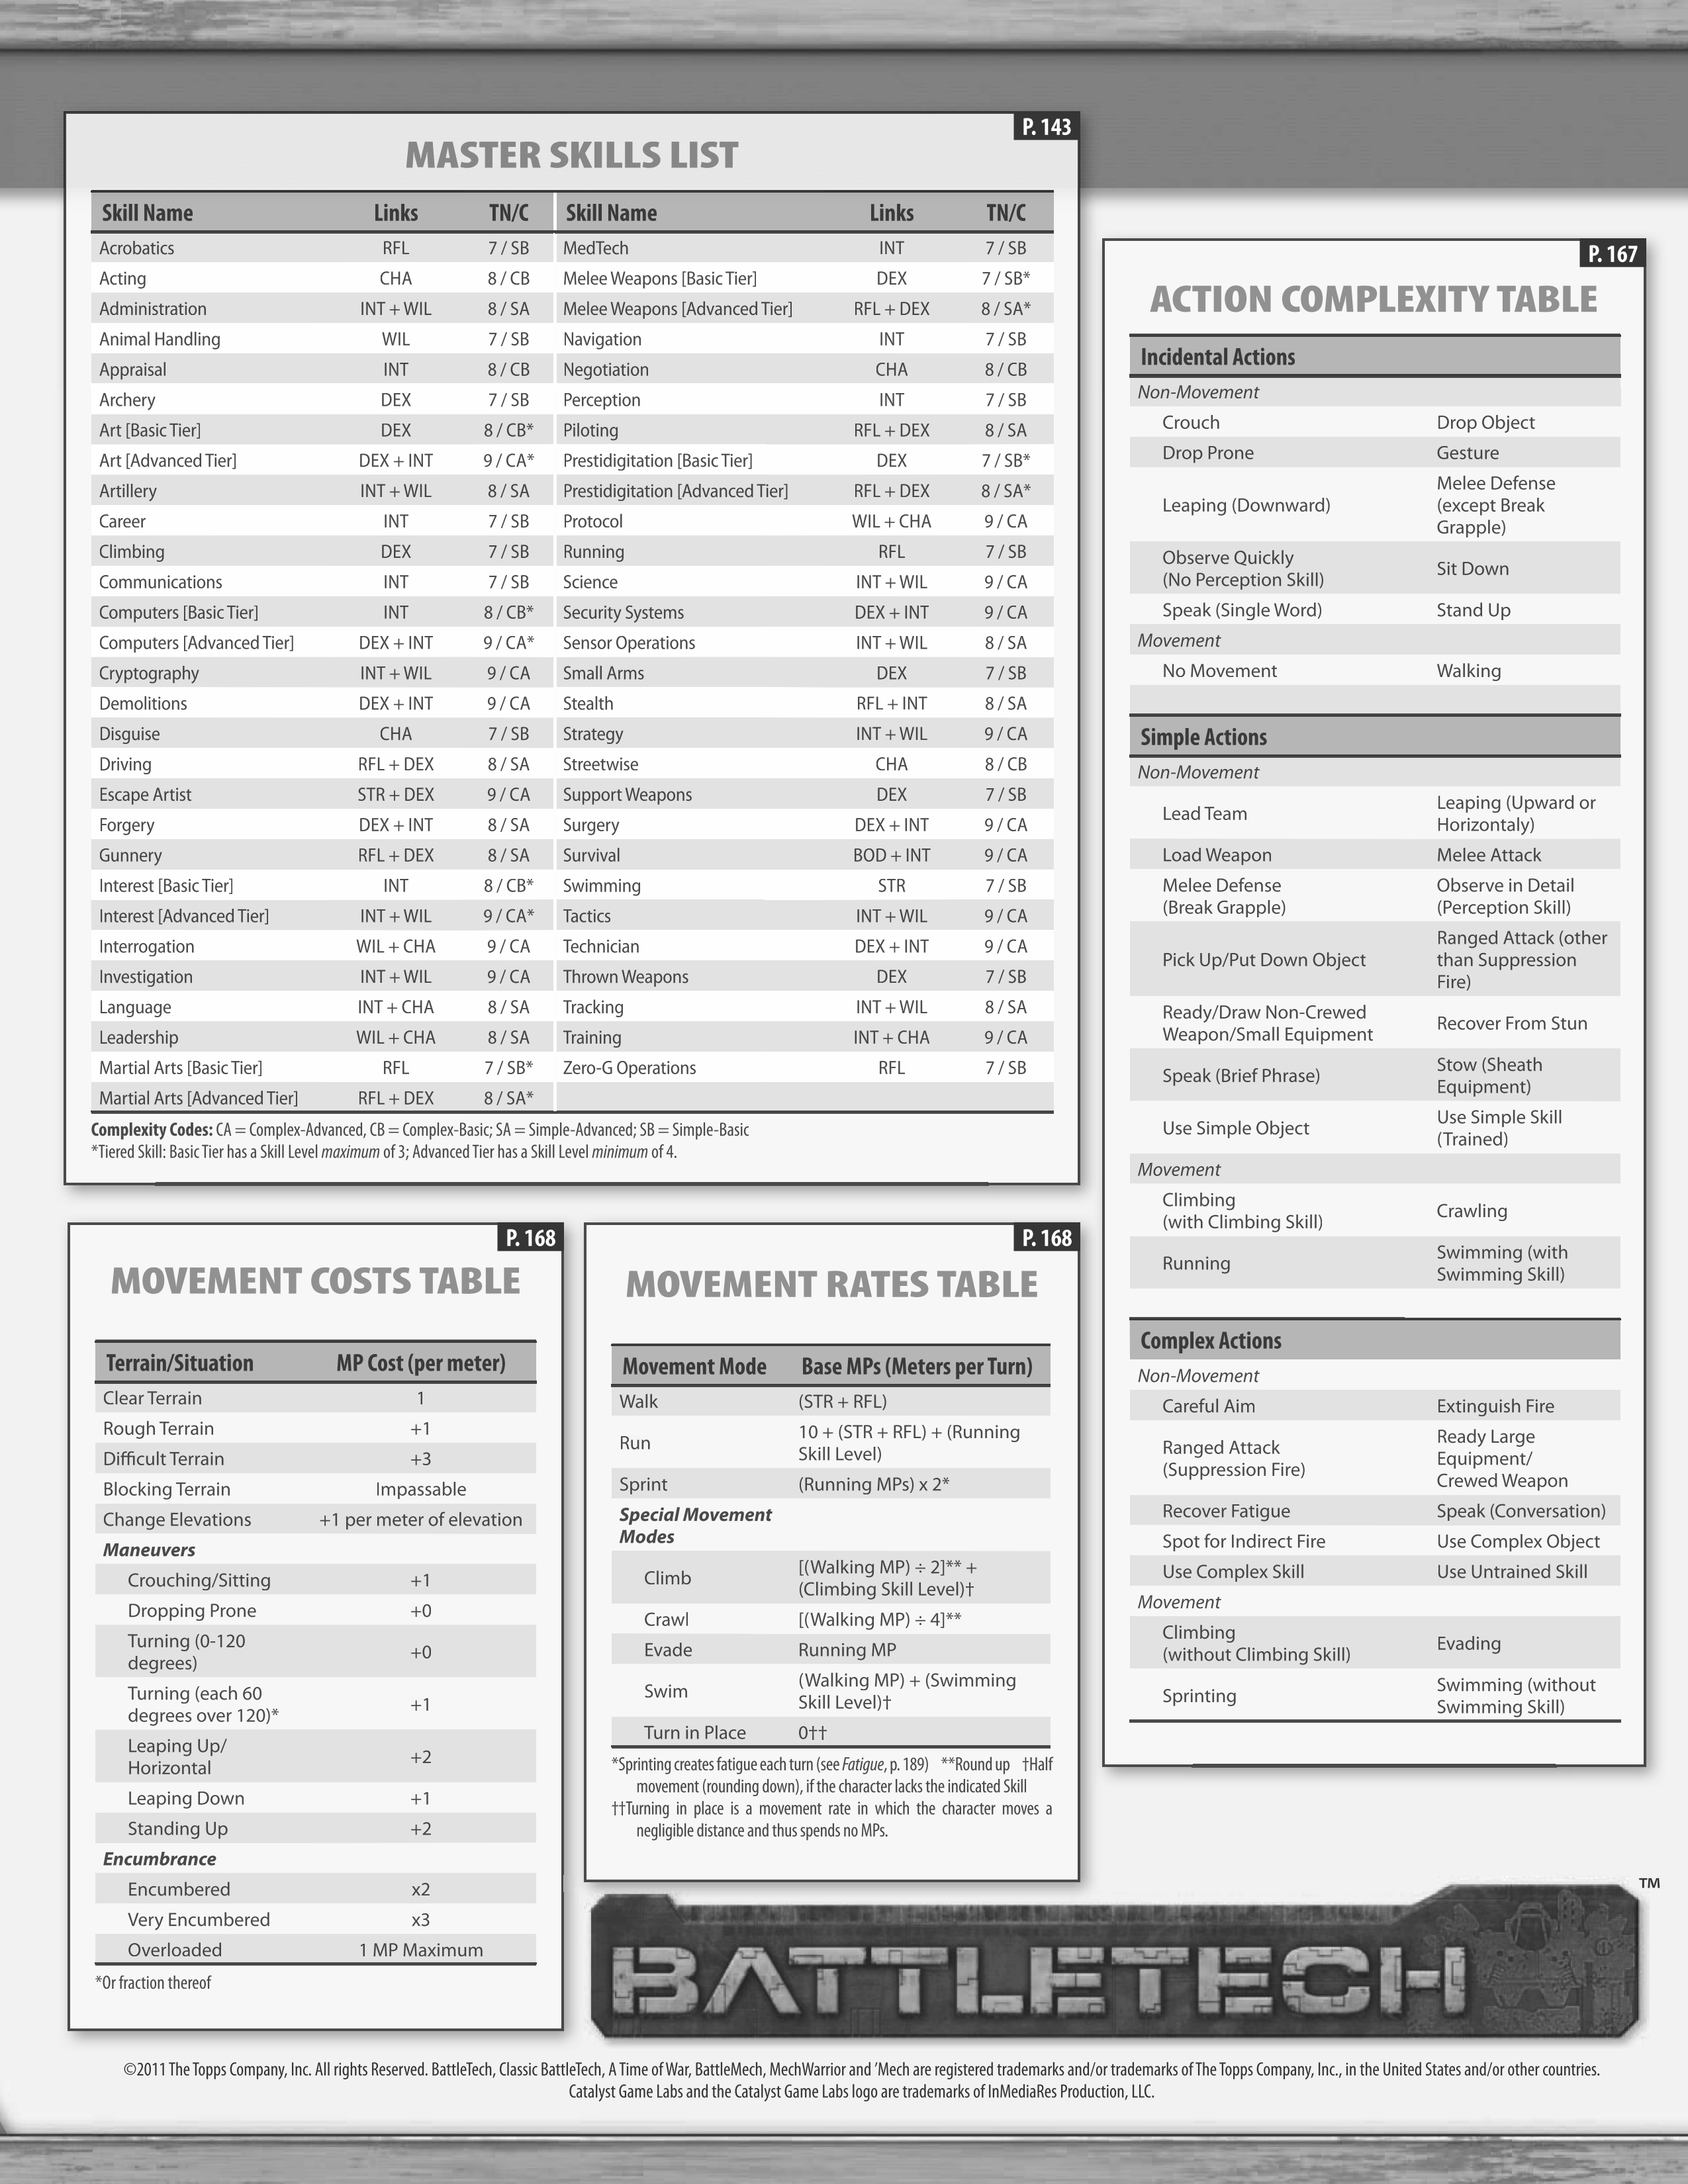 P. 143
MASTER SKILLS LIST
Skill Name Links TN/C Skill Name Links TN/C
Acrobatics RFL 7 / SB MedTech INT 7 / SB
Acting CHA 8 / CB Melee Weapons [Basic Tier] DEX 7 / SB*
Administration INT + WIL 8 / SA Melee Weapons [Advanced Tier] RFL + DEX 8 / SA*
Animal Handling WIL 7 / SB Navigation INT 7 / SB
Appraisal INT 8 / CB Negotiation CHA 8 / CB
Archery DEX 7 / SB Perception INT 7 / SB
Art [Basic Tier] DEX 8 / CB* Piloting RFL + DEX 8 / SA
Art [Advanced Tier] DEX + INT 9 / CA* Prestidigitation [Basic Tier] DEX 7 / SB*
Artillery INT + WIL 8 / SA Prestidigitation [Advanced Tier] RFL + DEX 8 / SA*
Career INT 7 / SB Protocol WIL + CHA 9 / CA
Climbing DEX 7 / SB Running RFL 7 / SB
Communications INT 7 / SB Science INT + WIL 9 / CA
Computers [Basic Tier] INT 8 / CB* Security Systems DEX + INT 9 / CA
Computers [Advanced Tier] DEX + INT 9 / CA* Sensor Operations INT + WIL 8 / SA
Cryptography INT + WIL 9 / CA Small Arms DEX 7 / SB
Demolitions DEX + INT 9 / CA Stealth RFL + INT 8 / SA
Disguise CHA 7 / SB Strategy INT + WIL 9 / CA
Driving RFL + DEX 8 / SA Streetwise CHA 8 / CB
Escape Artist STR + DEX 9 / CA Support Weapons DEX 7 / SB
Forgery DEX + INT 8 / SA Surgery DEX + INT 9 / CA
Gunnery RFL + DEX 8 / SA Survival BOD + INT 9 / CA
Interest [Basic Tier] INT 8 / CB* Swimming STR 7 / SB
Interest [Advanced Tier] INT + WIL 9 / CA* Tactics INT + WIL 9 / CA
Interrogation WIL + CHA 9 / CA Technician DEX + INT 9 / CA
Investigation INT + WIL 9 / CA Thrown Weapons DEX 7 / SB
Language INT + CHA 8 / SA Tracking INT + WIL 8 / SA
Leadership WIL + CHA 8 / SA Training INT + CHA 9 / CA
Martial Arts [Basic Tier] RFL 7 / SB* Zero-G Operations RFL 7 / SB
Martial Arts [Advanced Tier] RFL + DEX 8 / SA*
Complexity Codes: CA = Complex-Advanced, CB = Complex-Basic; SA = Simple-Advanced; SB = Simple-Basic
*Tiered Skill: Basic Tier has a Skill Level maximum of 3; Advanced Tier has a Skill Level minimum of 4.
P. 168
MOVEMENT COSTS TABLE
Terrain/Situation MP Cost (per meter)
Clear Terrain 1
Rough Terrain +1
Difficult Terrain +3
Blocking Terrain Impassable
Change Elevations +1 per meter of elevation
Maneuvers
Crouching/Sitting +1
Dropping Prone +0
Turning (0-120
degrees) +0
Turning (each 60
degrees over 120)* +1
Leaping Up/
Horizontal +2
Leaping Down +1
Standing Up +2
Encumbrance
Encumbered x2
Very Encumbered x3
Overloaded 1 MP Maximum
*Or fraction thereof
P. 168
MOVEMENT RATES TABLE
Movement Mode Base MPs (Meters per Turn)
Walk (STR + RFL)
Run 10 + (STR + RFL) + (Running
Skill Level)
Sprint (Running MPs) x 2*
Special Movement
Modes
Climb [(Walking MP) ÷ 2]** +
(Climbing Skill Level)†
Crawl [(Walking MP) ÷ 4]**
Evade Running MP
Swim (Walking MP) + (Swimming
Skill Level)†
Turn in Place 0††
*Sprinting creates fatigue each turn (see Fatigue, p. 189) **Round up †Half
movement (rounding down), if the character lacks the indicated Skill
††Turning in place is a movement rate in which the character moves a
negligible distance and thus spends no MPs.
P. 167
ACTION COMPLEXITY TABLE
Incidental Actions
Non-Movement
Crouch Drop Object
Drop Prone Gesture
Leaping (Downward) Melee Defense
(except Break
Grapple)
Observe Quickly
(No Perception Skill) Sit Down
Speak (Single Word) Stand Up
Movement
No Movement Walking
Simple Actions
Non-Movement
Lead Team Leaping (Upward or
Horizontaly)
Load Weapon Melee Attack
Melee Defense Observe in Detail
(Break Grapple) (Perception Skill)
Pick Up/Put Down Object Ranged Attack (other
than Suppression
Fire)
Ready/Draw Non-Crewed
Weapon/Small Equipment Recover From Stun
Speak (Brief Phrase) Stow (Sheath
Equipment)
Use Simple Object Use Simple Skill
(Trained)
Movement
Climbing
(with Climbing Skill) Crawling
Running Swimming (with
Swimming Skill)
Complex Actions
Non-Movement
Careful Aim Extinguish Fire
Ranged Attack
(Suppression Fire) Ready Large
Equipment/
Crewed Weapon
Recover Fatigue Speak (Conversation)
Spot for Indirect Fire Use Complex Object
Use Complex Skill Use Untrained Skill
Movement
Climbing
(without Climbing Skill) Evading
Sprinting Swimming (without
Swimming Skill)
BATTLETECH TM
©2011 The Topps Company, Inc. All rights Reserved. BattleTech, Classic BattleTech, A Time of War, BattleMech, MechWarrior and ’Mech are registered trademarks and/or trademarks of The Topps Company, Inc., in the United States and/or other countries.
Catalyst Game Labs and the Catalyst Game Labs logo are trademarks of InMediaRes Production, LLC.